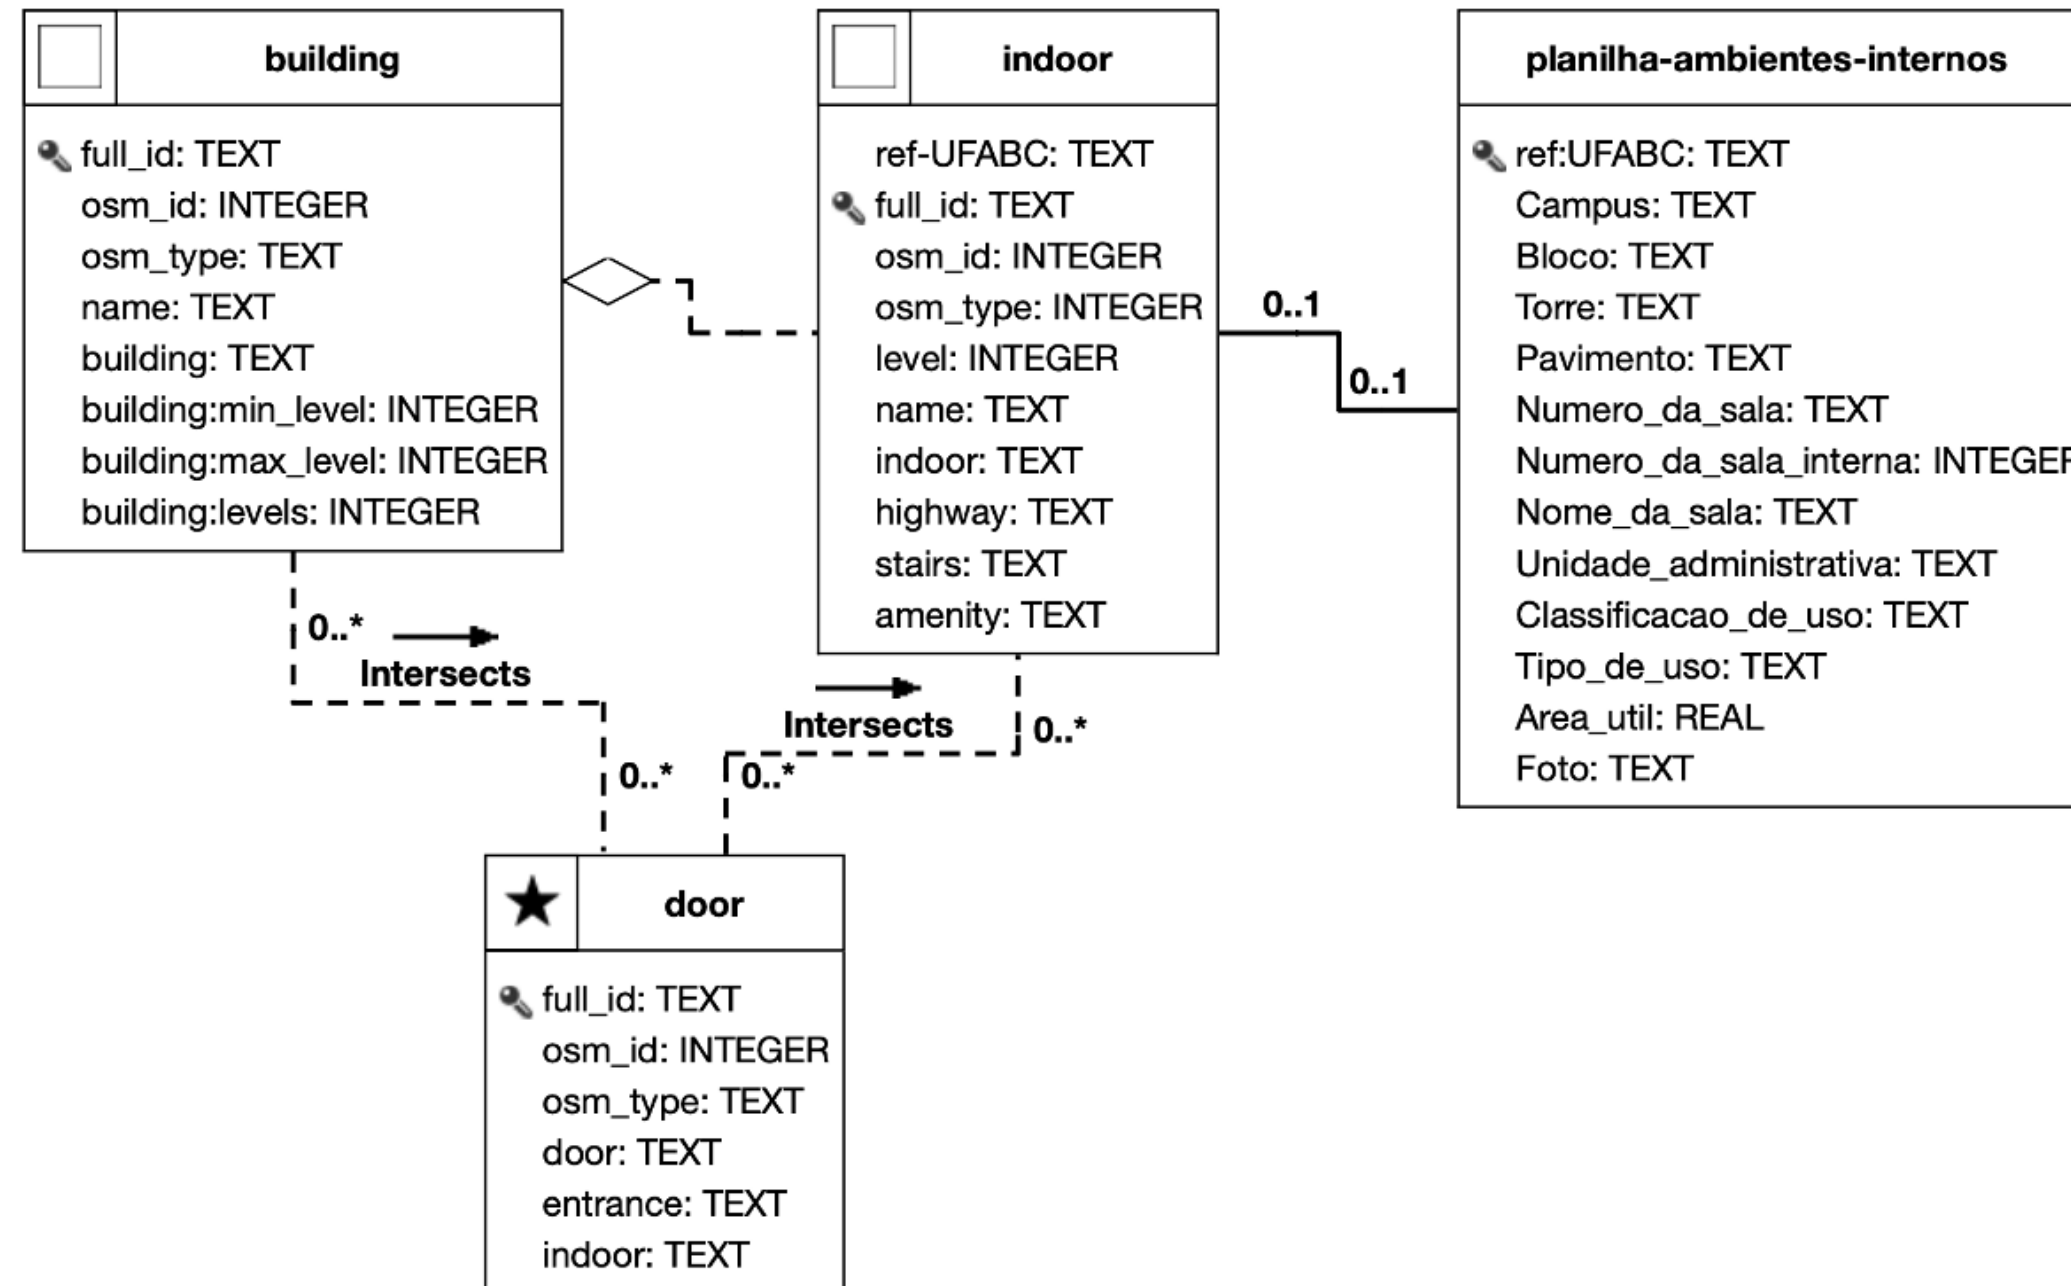 building
full_id: TEXT
osm_id: INTEGER
osm_type: TEXT
name: TEXT
building: TEXT
building:min_level: INTEGER
building:max_level: INTEGER
building:levels: INTEGER
indoor
ref-UFABC: TEXT
full_id: TEXT
osm_id: INTEGER
osm_type: INTEGER
level: INTEGER
name: TEXT
indoor: TEXT
highway: TEXT
stairs: TEXT
amenity: TEXT
0..1
0..1
planilha-ambientes-internos
ref:UFABC: TEXT
Campus: TEXT
Bloco: TEXT
Torre: TEXT
Pavimento: TEXT
Numero_da_sala: TEXT
Numero_da_sala_interna: INTEGER
Nome_da_sala: TEXT
Unidade_administrativa: TEXT
Classificacao_de_uso: TEXT
Tipo_de_uso: TEXT
Area_util: REAL
Foto: TEXT
0..*
Intersects
0..*
Intersects
0..*
0..*
door
full_id: TEXT
osm_id: INTEGER
osm_type: TEXT
door: TEXT
entrance: TEXT
indoor: TEXT